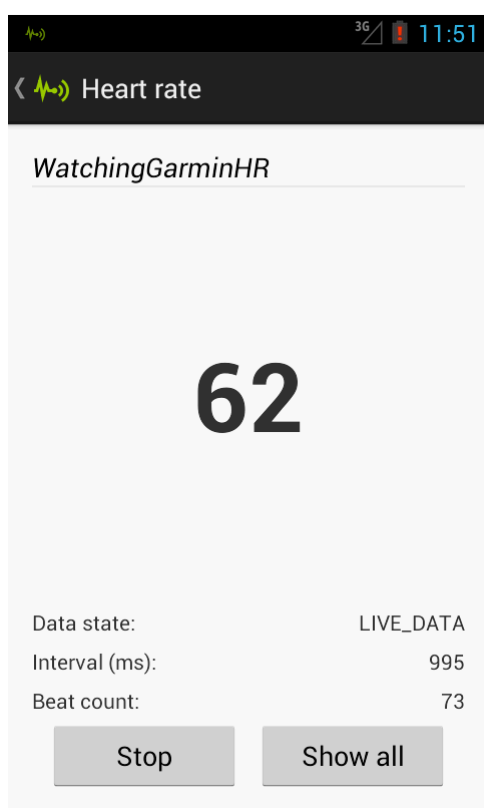 3G 11:51
Heart rate
WatchingGarminHR
62
Data state: LIVE_DATA
Interval (ms): 995
Beat count: 73
Stop Show all